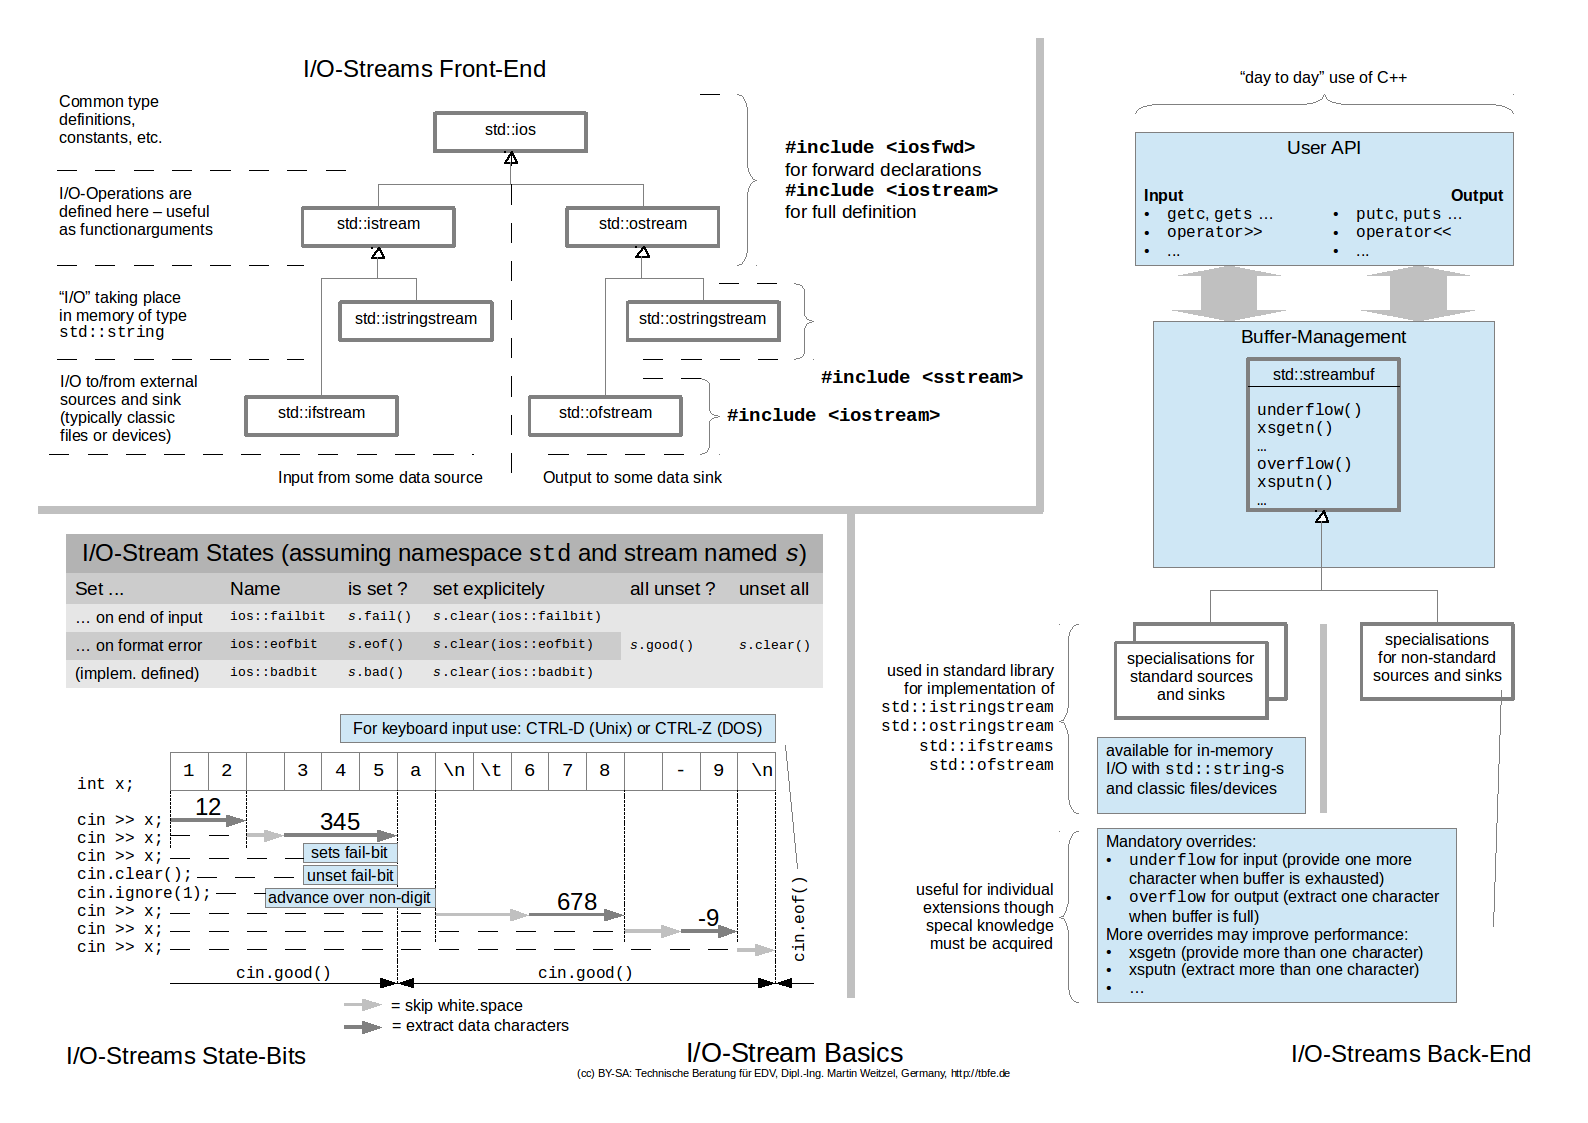 I/O-Streams Front-End
Common type
definitions,
constants, etc.
I/O-Operations are
defined here – useful
as functionarguments
“I/O” taking place
in memory of type
std::string
I/O to/from external
sources and sink
(typically classic
files or devices)
std::ios
std::istream
std::ostream
std::istringstream
std::ostringstream
std::ifstream
std::ofstream
Input from some data source
Output to some data sink
#include <iosfwd>
for forward declarations
#include <iostream>
for full definition
#include <sstream>
#include <iostream>
“day to day” use of C++
User API
Input
• getc, gets …
• operator>>
• ...
Output
• putc, puts …
• operator<<
• ...
Buffer-Management
std::streambuf
underflow()
xsgetn()
…
overflow()
xsputn()
…
specialisations for
standard sources
and sinks
specialisations
for non-standard
sources and sinks
used in standard library
for implementation of
std::istringstream
std::ostringstream
std::ifstreams
std::ofstream
available for in-memory
I/O with std::string-s
and classic files/devices
useful for individual
extensions though
specal knowledge
must be acquired
Mandatory overrides:
• underflow for input (provide one more
character when buffer is exhausted)
• overflow for output (extract one character
when buffer is full)
More overrides may improve performance:
• xsgetn (provide more than one character)
• xsputn (extract more than one character)
• …
I/O-Stream States (assuming namespace std and stream named s)
Set ... Name is set ? set explicitely all unset ? unset all
… on end of input ios::failbit s.fail() s.clear(ios::failbit)
… on format error ios::eofbit s.eof() s.clear(ios::eofbit) s.good() s.clear()
(implem. defined) ios::badbit s.bad() s.clear(ios::badbit)
For keyboard input use: CTRL-D (Unix) or CTRL-Z (DOS)
1 2 3 4 5 a \n \t 6 7 8 - 9 \n
int x;
cin >> x; 12
cin >> x; 345
cin >> x; sets fail-bit
cin.clear(); unset fail-bit
cin.ignore(1); advance over non-digit
cin >> x; 678
cin >> x; -9
cin >> x;
cin.eof()
cin.good() cin.good()
= skip white.space
= extract data characters
I/O-Streams State-Bits
I/O-Stream Basics
I/O-Streams Back-End
(cc) BY-SA: Technische Beratung für EDV, Dipl.-Ing. Martin Weitzel, Germany, http://tbfe.de